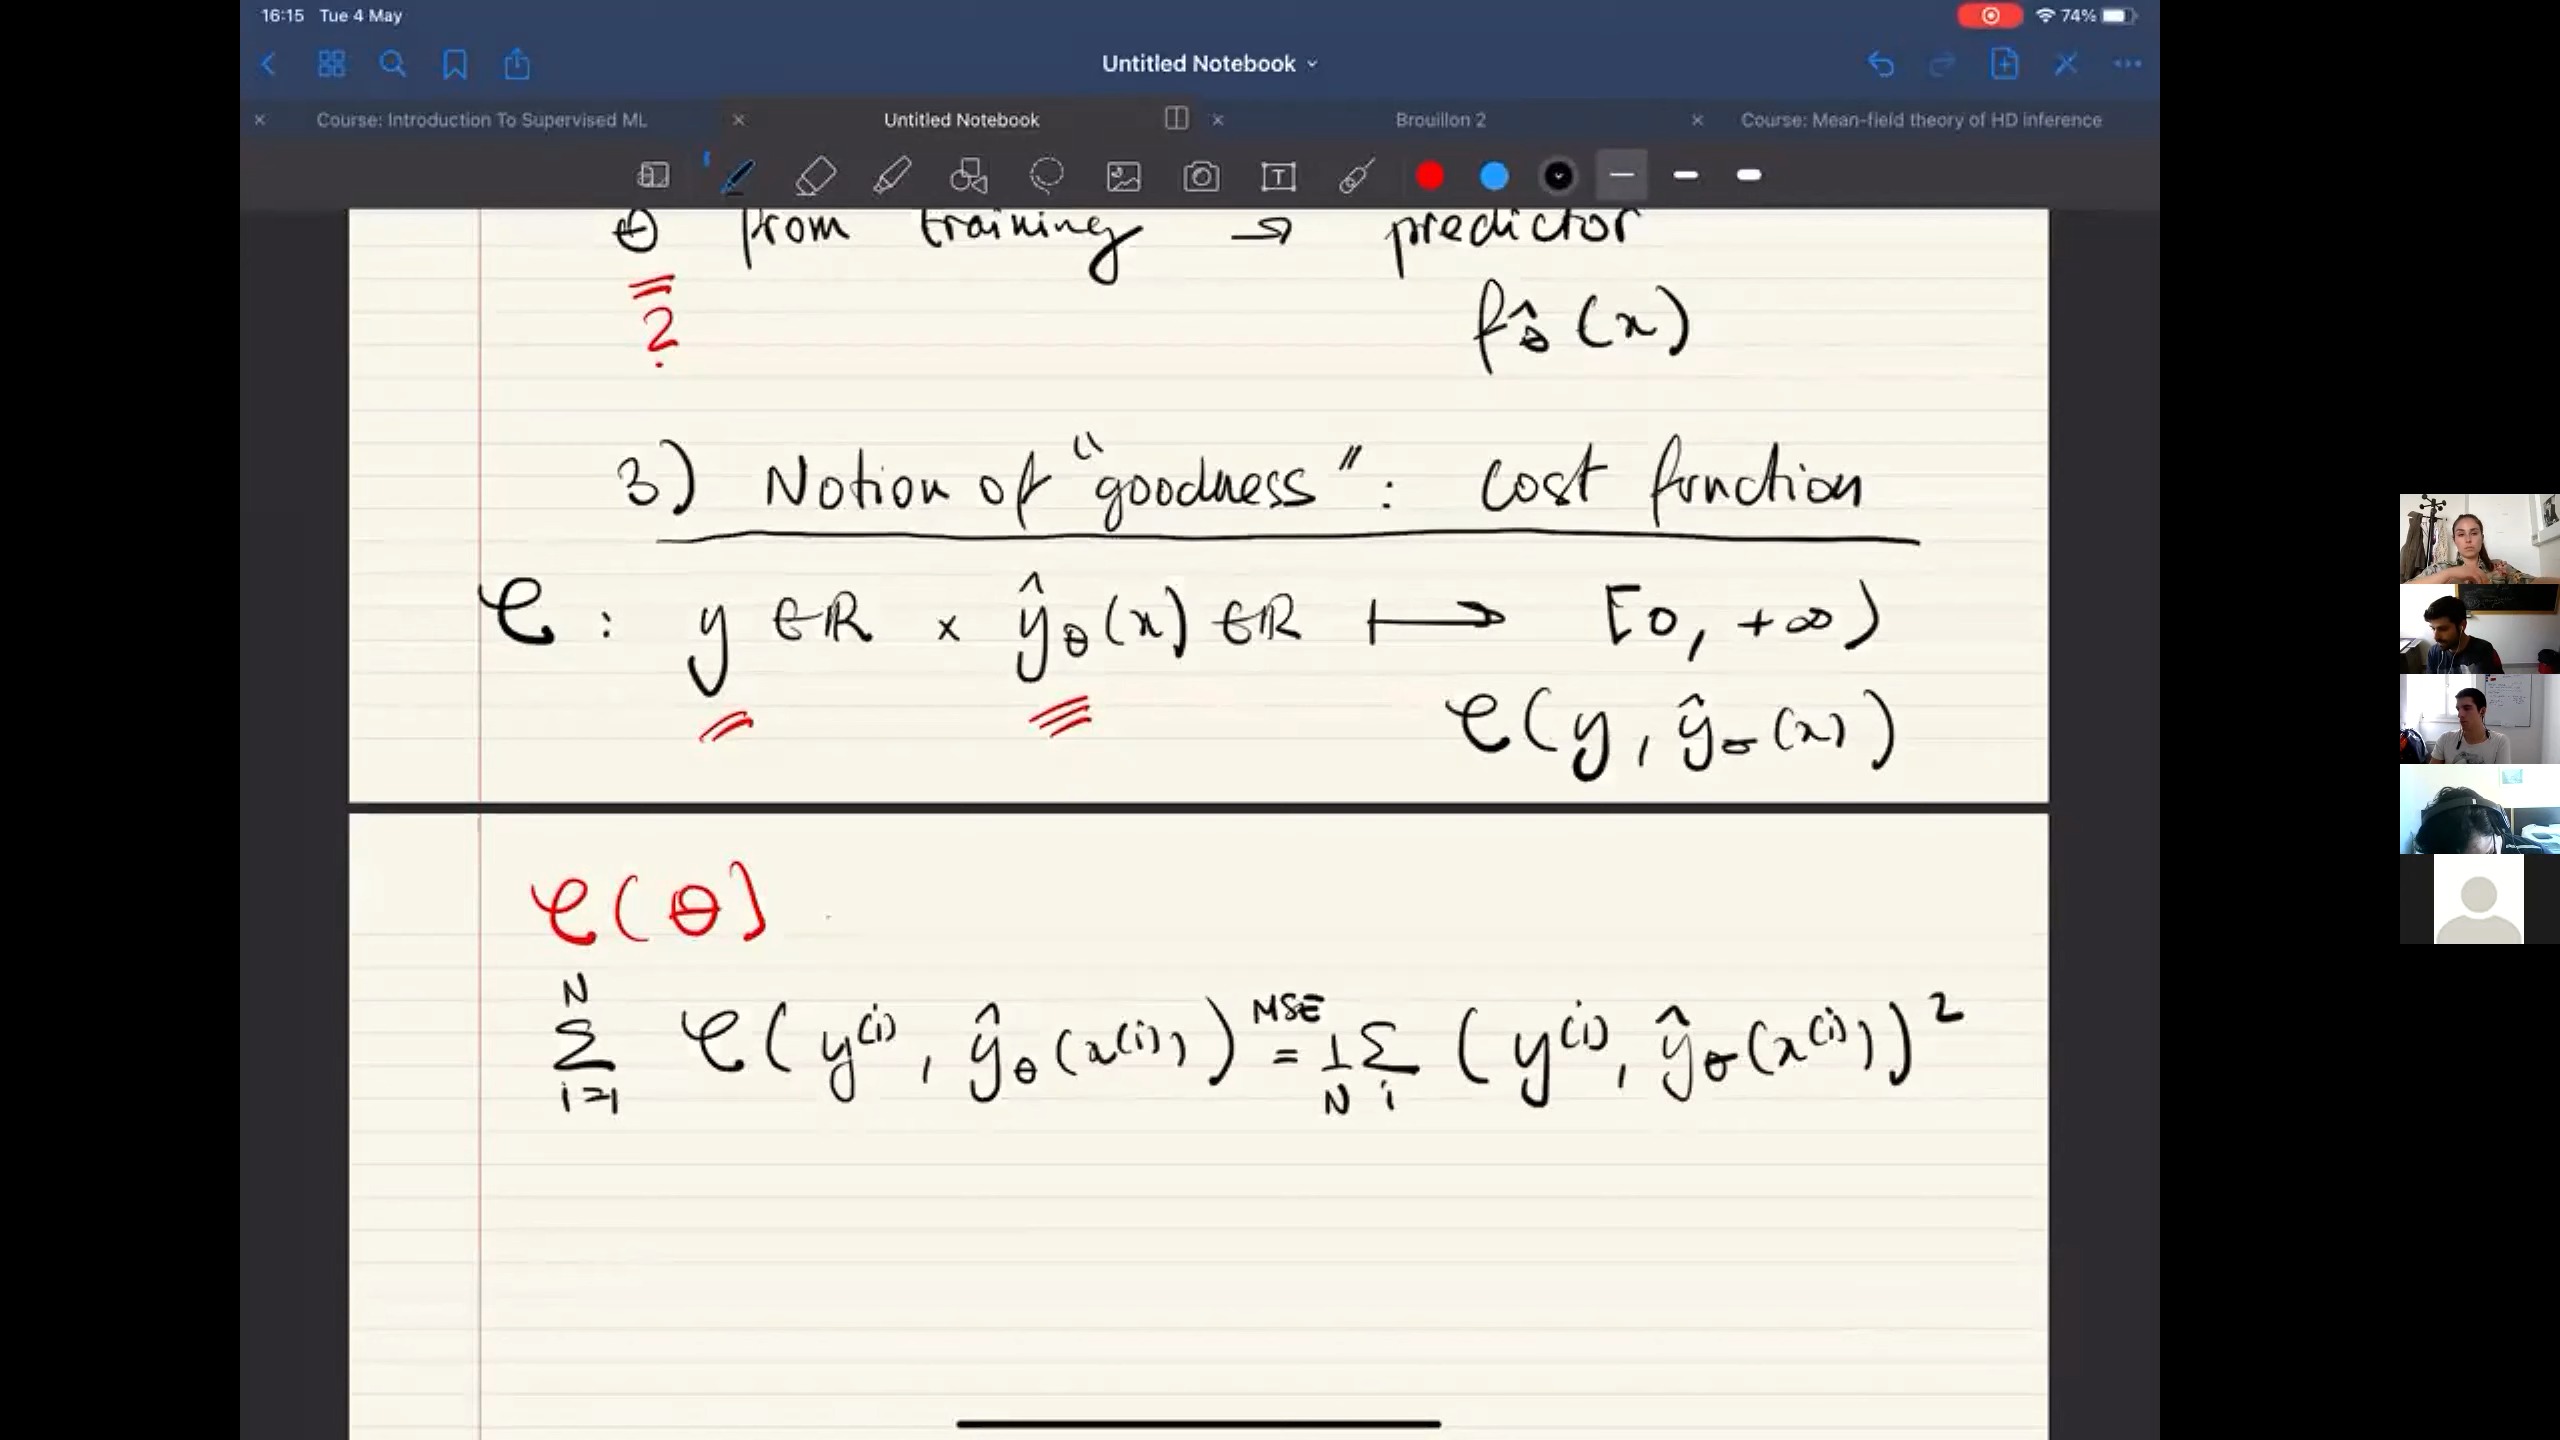 16:15 Tue 4 May 74%
Untitled Notebook
Course: Introduction To Supervised ML Untitled Notebook Brouillon 2 Course: Mean-field theory of HD inference
θ from training → predictor
?
f_θ̂ (x)
3) Notion of "goodness" : cost function
𝒞 : y ∈ ℝ × ŷ_θ(x) ∈ ℝ ↦ [0, +∞)
𝒞(y, ŷ_θ(x))
𝒞(θ)
∑_{i=1}^{N} 𝒞(y^(i), ŷ_θ(x^(i))) =^{MSE} 1/N ∑_i (y^(i), ŷ_θ(x^(i)))^2